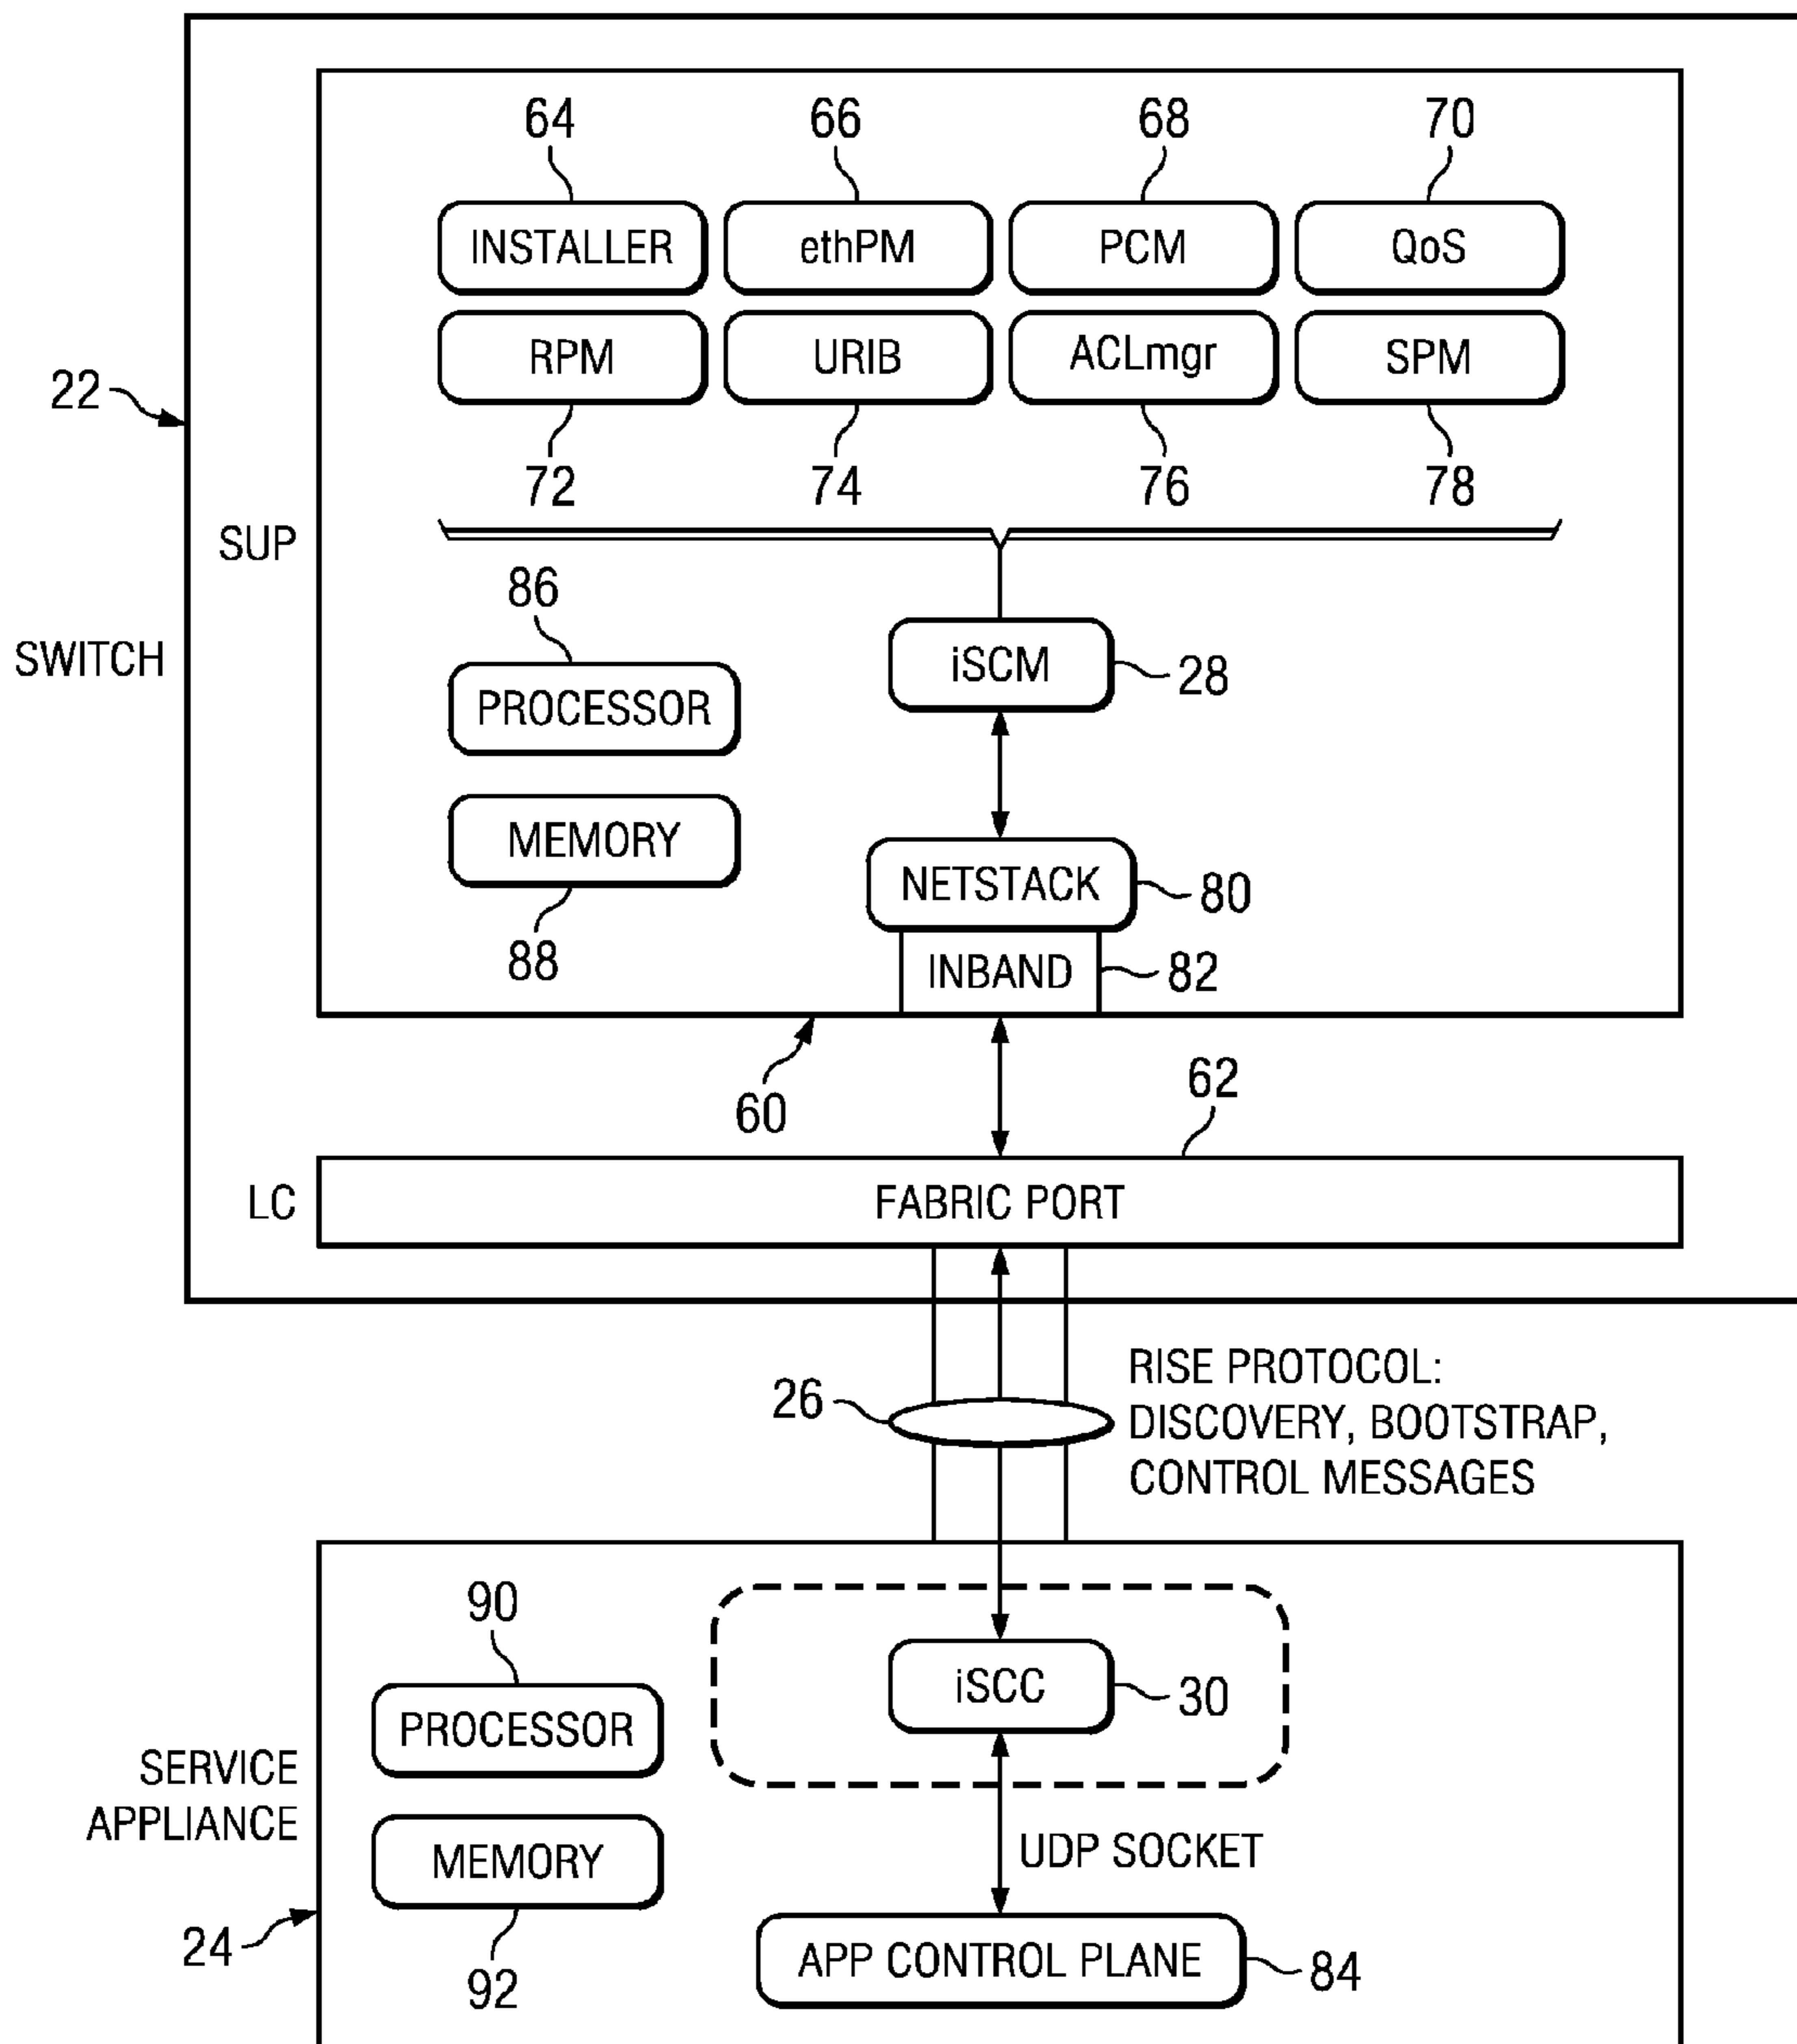 64 66 68 70
INSTALLER ethPM PCM QoS
RPM URIB ACLmgr SPM
22
72 74 76 78
SUP
86
SWITCH
iSCM 28
PROCESSOR
MEMORY
NETSTACK 80
88
INBAND 82
60
62
LC
FABRIC PORT
26
RISE PROTOCOL:
DISCOVERY, BOOTSTRAP,
CONTROL MESSAGES
90
iSCC 30
PROCESSOR
SERVICE
APPLIANCE
MEMORY
UDP SOCKET
24
92
APP CONTROL PLANE 84